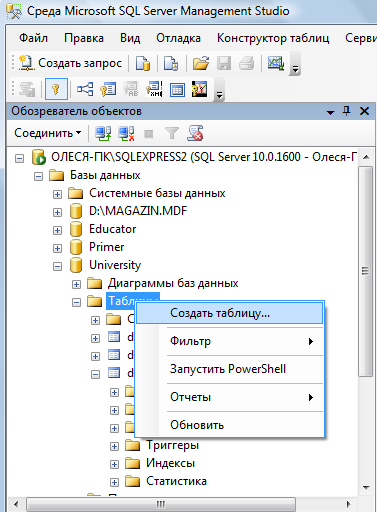 Среда Microsoft SQL Server Management Studio
Файл Правка Вид Отладка Конструктор таблиц
Создать запрос
Обозреватель объектов
Соединить
ОЛЕСЯ-ПК\SQLEXPRESS2 (SQL Server 10.0.1600 - Олеся-П
Базы данных
Системные базы данных
D:\MAGAZIN.MDF
Educator
Primer
University
Диаграммы баз данных
Таблицы
Создать таблицу...
Фильтр
Запустить PowerShell
Отчеты
Обновить
Триггеры
Индексы
Статистика